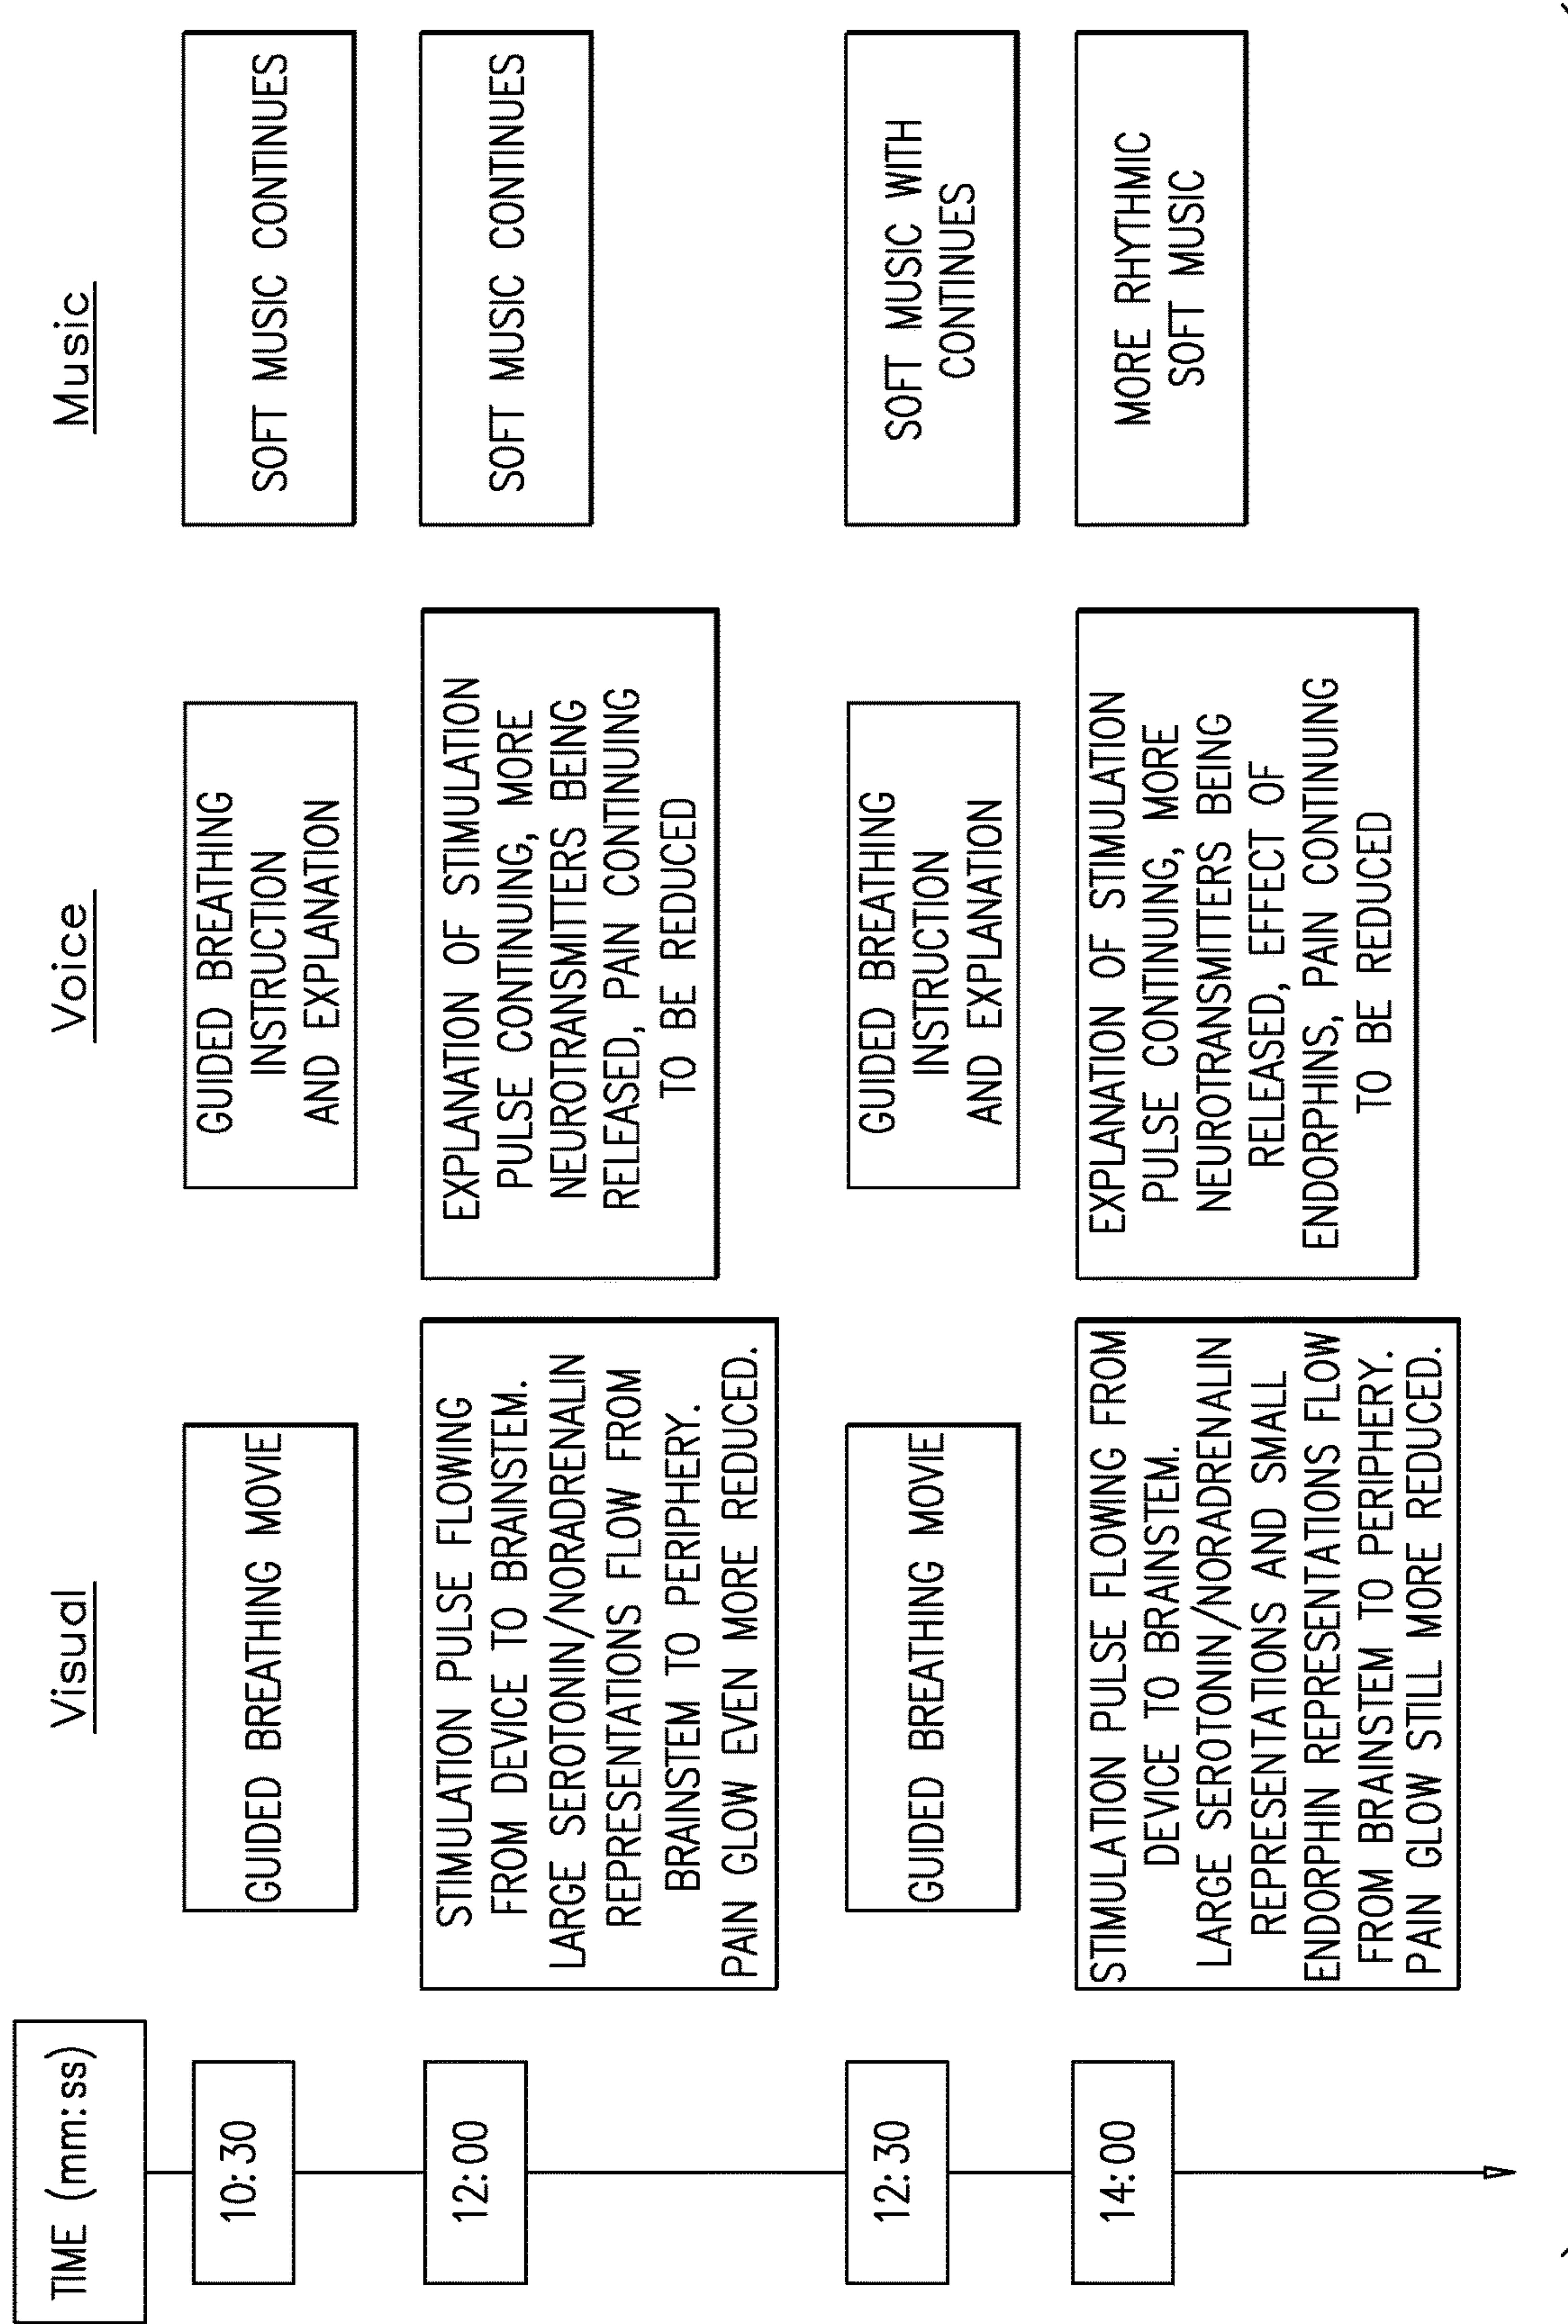 TIME (mm:ss)
Visual
Voice
Music
10:30
GUIDED BREATHING MOVIE
GUIDED BREATHING
INSTRUCTION
AND EXPLANATION
SOFT MUSIC CONTINUES
12:00
STIMULATION PULSE FLOWING
FROM DEVICE TO BRAINSTEM.
LARGE SEROTONIN/NORADRENALIN
REPRESENTATIONS FLOW FROM
BRAINSTEM TO PERIPHERY.
PAIN GLOW EVEN MORE REDUCED.
EXPLANATION OF STIMULATION
PULSE CONTINUING, MORE
NEUROTRANSMITTERS BEING
RELEASED, PAIN CONTINUING
TO BE REDUCED
SOFT MUSIC CONTINUES
12:30
GUIDED BREATHING MOVIE
GUIDED BREATHING
INSTRUCTION
AND EXPLANATION
SOFT MUSIC WITH
CONTINUES
14:00
STIMULATION PULSE FLOWING FROM
DEVICE TO BRAINSTEM.
LARGE SEROTONIN/NORADRENALIN
REPRESENTATIONS AND SMALL
ENDORPHIN REPRESENTATIONS FLOW
FROM BRAINSTEM TO PERIPHERY.
PAIN GLOW STILL MORE REDUCED.
EXPLANATION OF STIMULATION
PULSE CONTINUING, MORE
NEUROTRANSMITTERS BEING
RELEASED, EFFECT OF
ENDORPHINS, PAIN CONTINUING
TO BE REDUCED
MORE RHYTHMIC
SOFT MUSIC